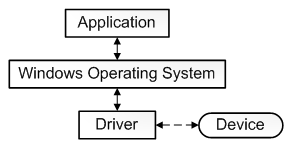 Application
Windows Operating System
Driver
Device